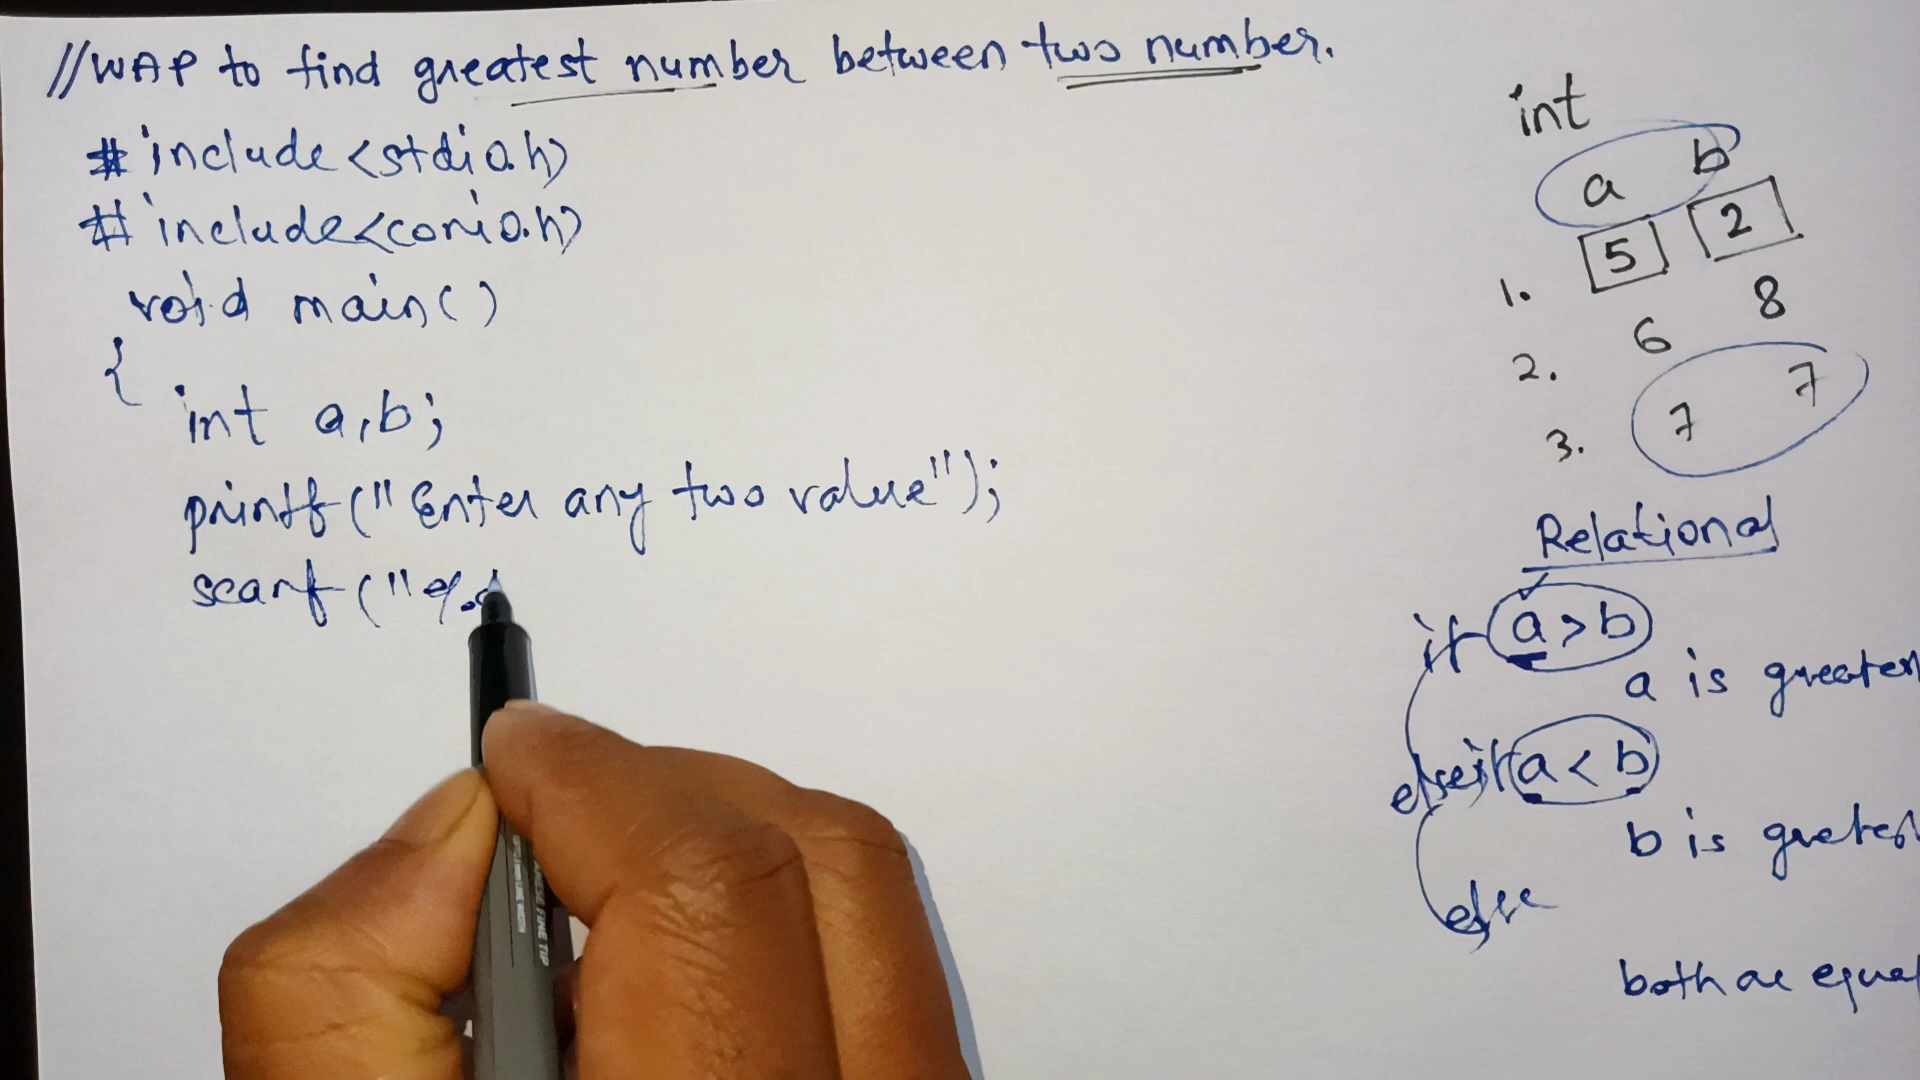 //WAP to find greatest number between two number.
#include<stdio.h>
#include<conio.h>
void main()
{
int a,b;
printf("Enter any two value");
scanf("%d
int
a b
1. 5 2
2. 6 8
3. 7 7
Relational
if a>b
a is greater
elseif a<b
b is greter
else
both are equal